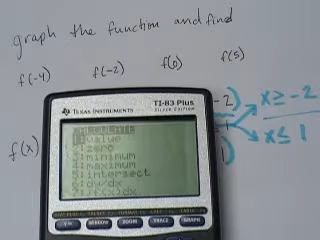 graph the function and find
f(-4) f(-2) f(0) f(5)
TEXAS INSTRUMENTS TI-83 Plus
SILVER EDITION
-2) x ≥ -2
f(x) 1 x ≤ 1
CALCULATE
1:value
2:zero
3:minimum
4:maximum
5:intersect
6:dy/dx
7:∫f(x)dx
Y= WINDOW ZOOM TRACE GRAPH